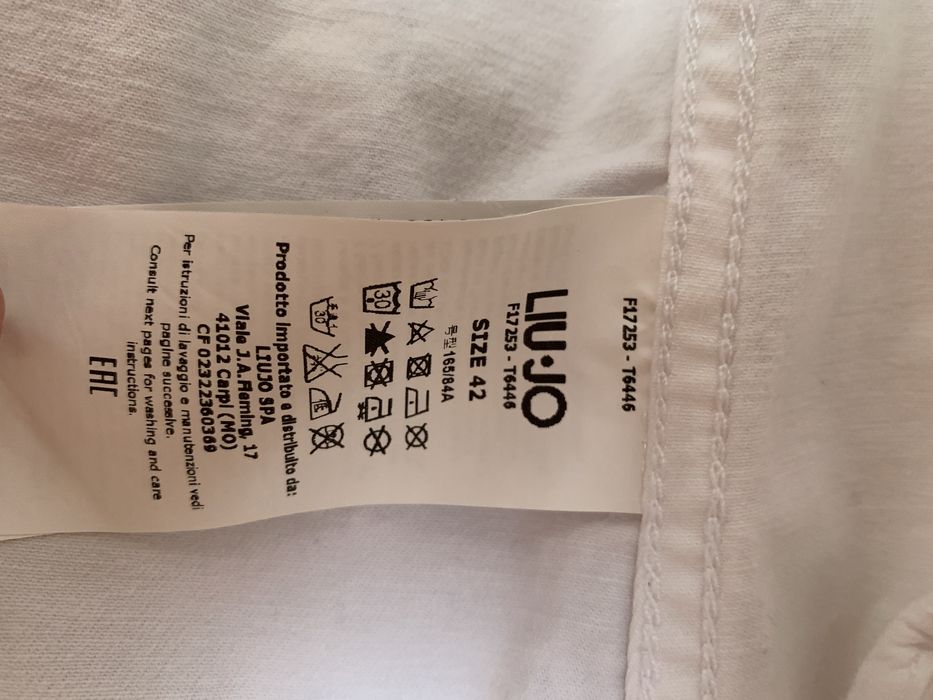 F17253 - T6446
LIU·JO
F17253 - T6446
SIZE 42
号型165/84A
30
30
Prodotto importato e distribuito da:
LIUJO SPA
Viale J.A.Fleming, 17
41012 Carpi (MO)
CF 02322360369
Per istruzioni di lavaggio e manutenzioni vedi
pagine successive.
Consult next pages for washing and care
instructions.
EAC